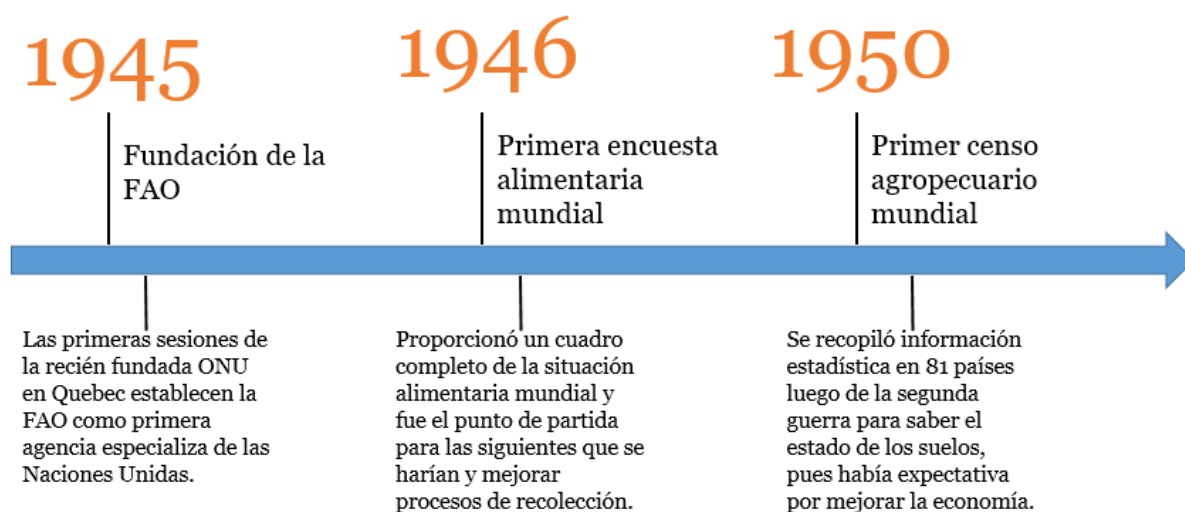 1945
Fundación de la
FAO
Las primeras sesiones de
la recién fundada ONU
en Quebec establecen la
FAO como primera
agencia especializa de las
Naciones Unidas.
1946
Primera encuesta
alimentaria
mundial
Proporcionó un cuadro
completo de la situación
alimentaria mundial y
fue el punto de partida
para las siguientes que se
harían y mejorar
procesos de recolección.
1950
Primer censo
agropecuario
mundial
Se recopiló información
estadística en 81 países
luego de la segunda
guerra para saber el
estado de los suelos,
pues había expectativa
por mejorar la economía.